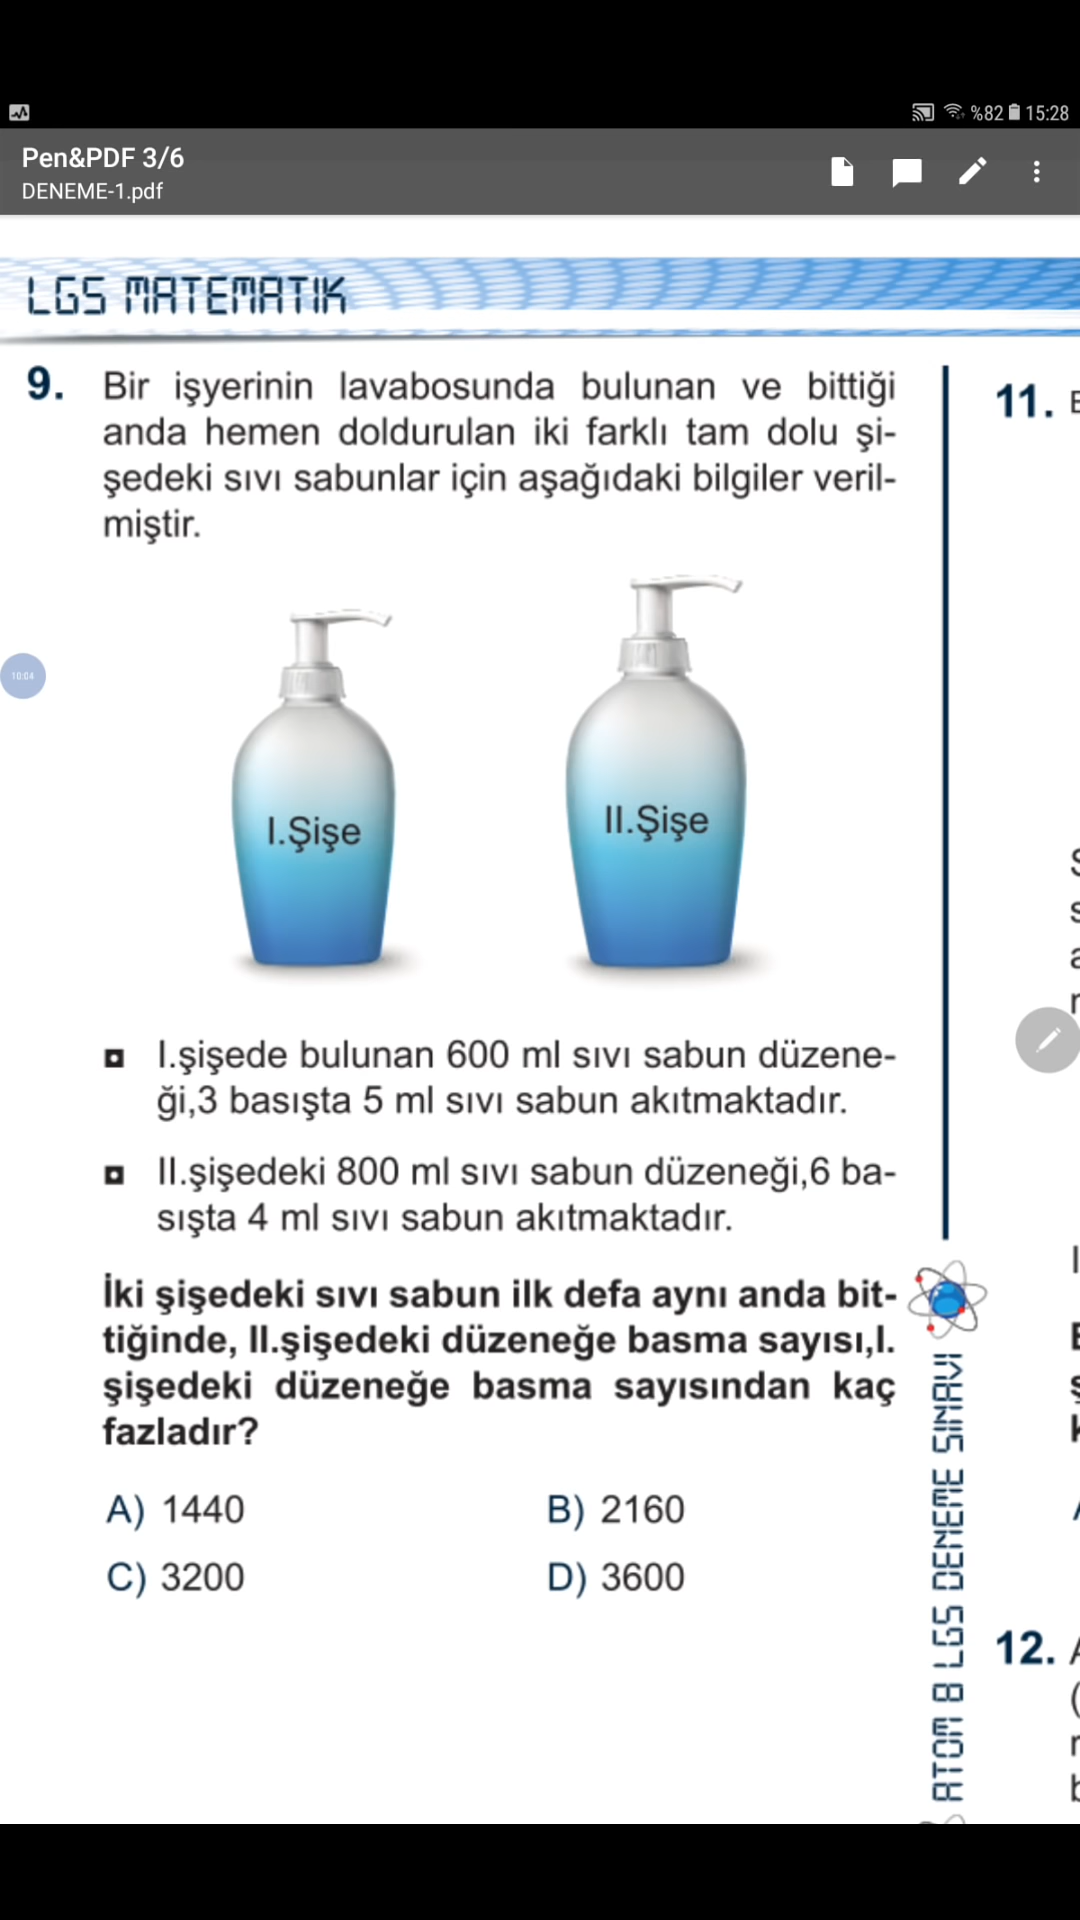 %82 15:28
Pen&PDF 3/6
DENEME-1.pdf
LGS MATEMATIK
9. Bir işyerinin lavabosunda bulunan ve bittiği
anda hemen doldurulan iki farklı tam dolu şi-
şedeki sıvı sabunlar için aşağıdaki bilgiler veril-
miştir.
10:04
I.Şişe
II.Şişe
I.şişede bulunan 600 ml sıvı sabun düzene-
ği,3 basışta 5 ml sıvı sabun akıtmaktadır.
II.şişedeki 800 ml sıvı sabun düzeneği,6 ba-
sışta 4 ml sıvı sabun akıtmaktadır.
İki şişedeki sıvı sabun ilk defa aynı anda bit-
tiğinde, II.şişedeki düzeneğe basma sayısı,I.
şişedeki düzeneğe basma sayısından kaç
fazladır?
A) 1440
B) 2160
C) 3200
D) 3600
ATOM 8 LGS DENEME SINAVI
11.
12.